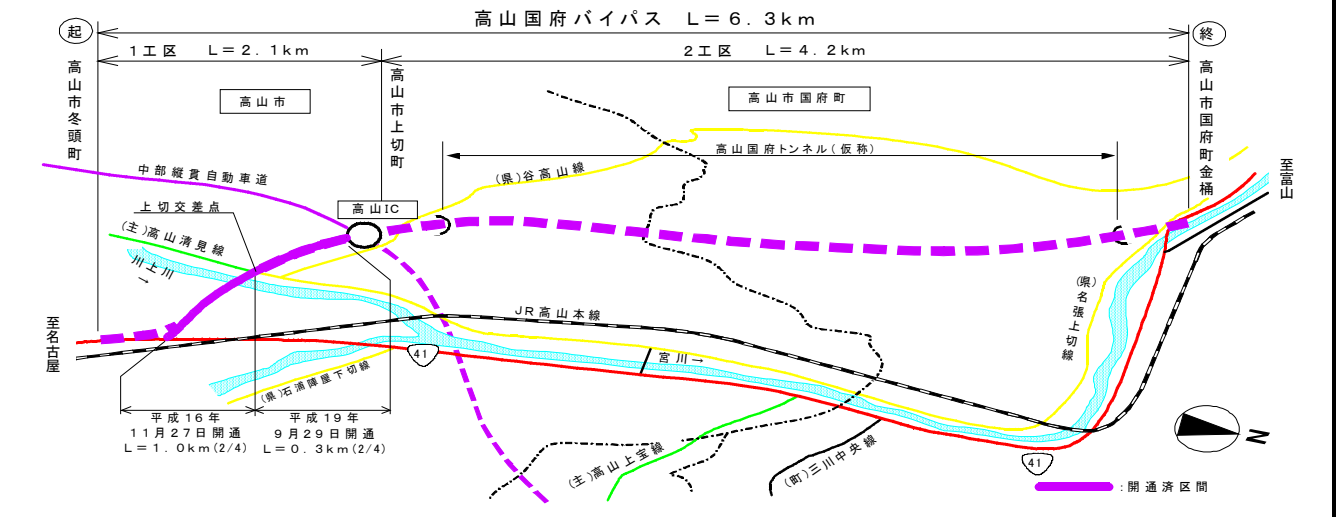 高山国府バイパス L=6.3km
起
終
1工区 L=2.1km
2工区 L=4.2km
高山市冬頭町
高山市上切町
高山市国府町金桶
高山市
高山市国府町
高山国府トンネル(仮称)
至富山
中部縦貫自動車道
(県)谷高山線
上切交差点
高山IC
(主)高山清見線
川上川→
至名古屋
JR高山本線
(県)名張上切線
41
宮川→
(県)石浦陣屋下切線
平成16年
11月27日開通
L=1.0km(2/4)
平成19年
9月29日開通
L=0.3km(2/4)
(主)高山上宝線
(町)三川中央線
41
N
:開通済区間